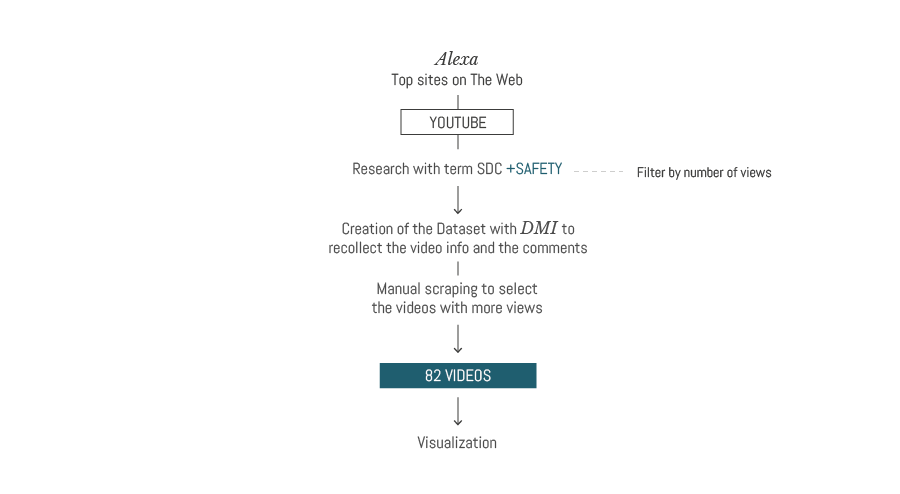 Alexa
Top sites on The Web
YOUTUBE
Research with term SDC +SAFETY
Filter by number of views
Creation of the Dataset with DMI to
recollect the video info and the comments
Manual scraping to select
the videos with more views
82 VIDEOS
Visualization